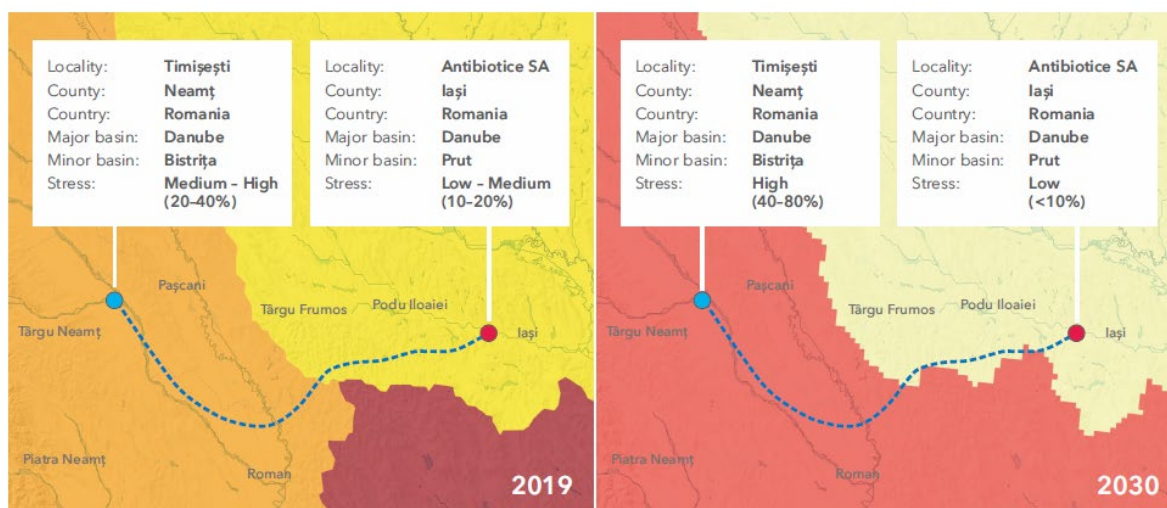 Locality: Timișești
County: Neamț
Country: Romania
Major basin: Danube
Minor basin: Bistrița
Stress: Medium – High
(20–40%)
Locality: Antibiotice SA
County: Iași
Country: Romania
Major basin: Danube
Minor basin: Prut
Stress: Low – Medium
(10–20%)
Pașcani
Târgu Frumos
Podu Iloaiei
Târgu Neamț
Iași
Piatra Neamț
Roman
2019
Locality: Timișești
County: Neamț
Country: Romania
Major basin: Danube
Minor basin: Bistrița
Stress: High
(40–80%)
Locality: Antibiotice SA
County: Iași
Country: Romania
Major basin: Danube
Minor basin: Prut
Stress: Low
(<10%)
Pașcani
Târgu Frumos
Podu Iloaiei
Târgu Neamț
Iași
Piatra Neamț
Roman
2030